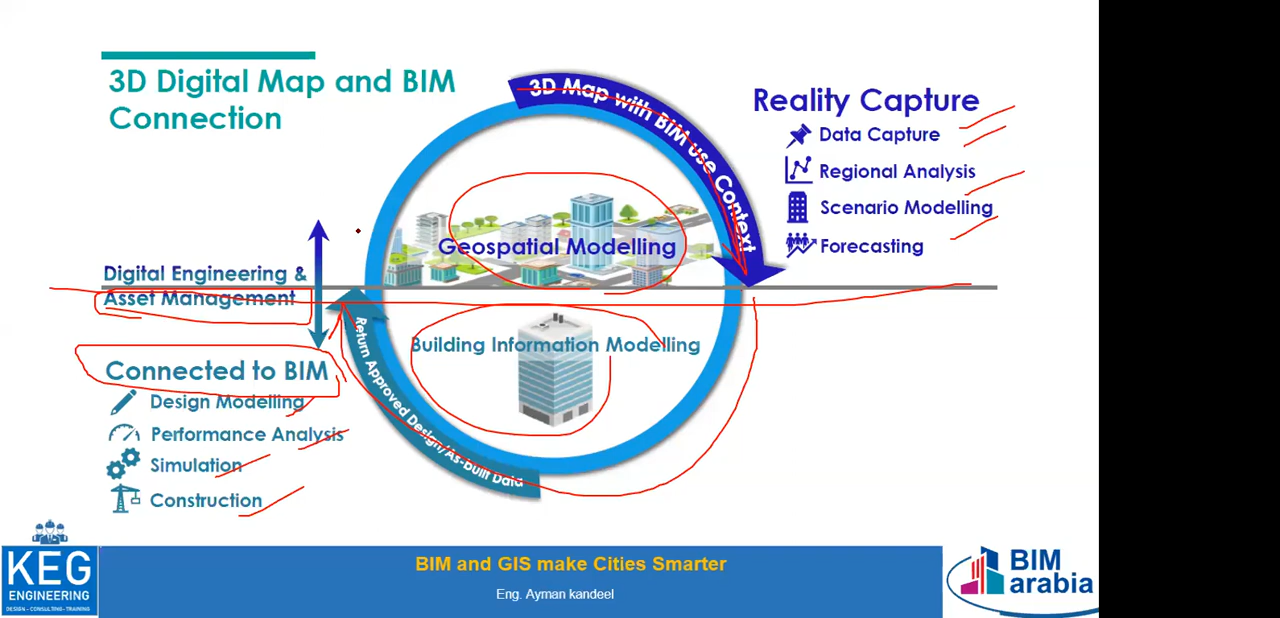 3D Digital Map and BIM
Connection
3D Map with BIM use Context
Reality Capture
Data Capture
Regional Analysis
Scenario Modelling
Forecasting
Geospatial Modelling
Digital Engineering &
Asset Management
Building Information Modelling
Return Approved Design/As-built Data
Connected to BIM
Design Modelling
Performance Analysis
Simulation
Construction
KEG
ENGINEERING
DESIGN - CONSULTING - TRAINING
BIM and GIS make Cities Smarter
Eng. Ayman kandeel
BIM
arabia